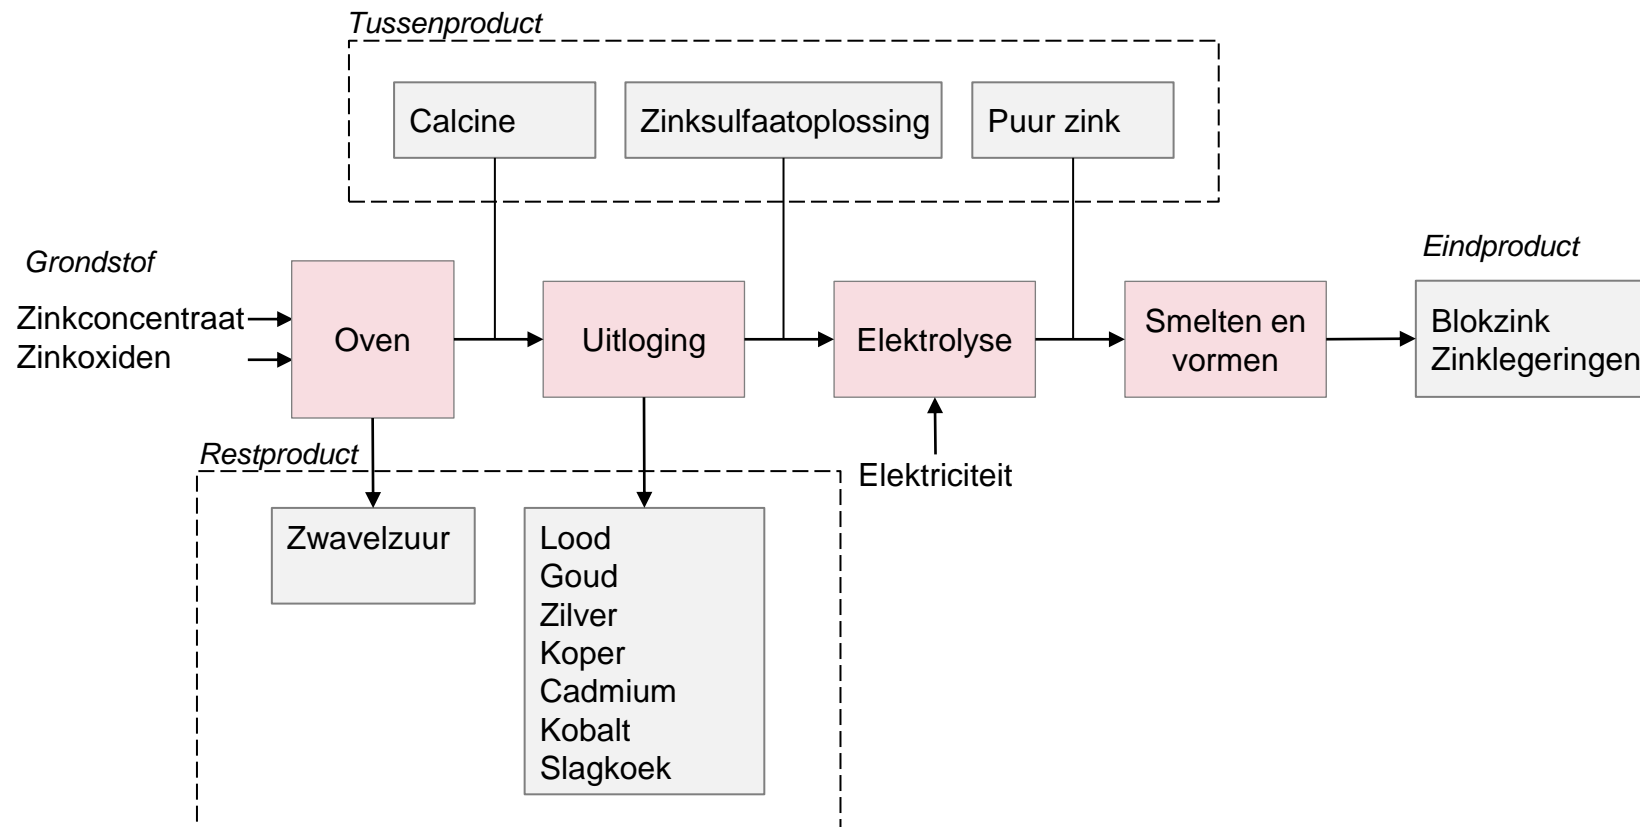 Tussenproduct
Calcine
Zinksulfaatoplossing
Puur zink
Grondstof
Zinkconcentraat
Zinkoxiden
Oven
Uitloging
Elektrolyse
Smelten en
vormen
Eindproduct
Blokzink
Zinklegeringen
Elektriciteit
Restproduct
Zwavelzuur
Lood
Goud
Zilver
Koper
Cadmium
Kobalt
Slagkoek